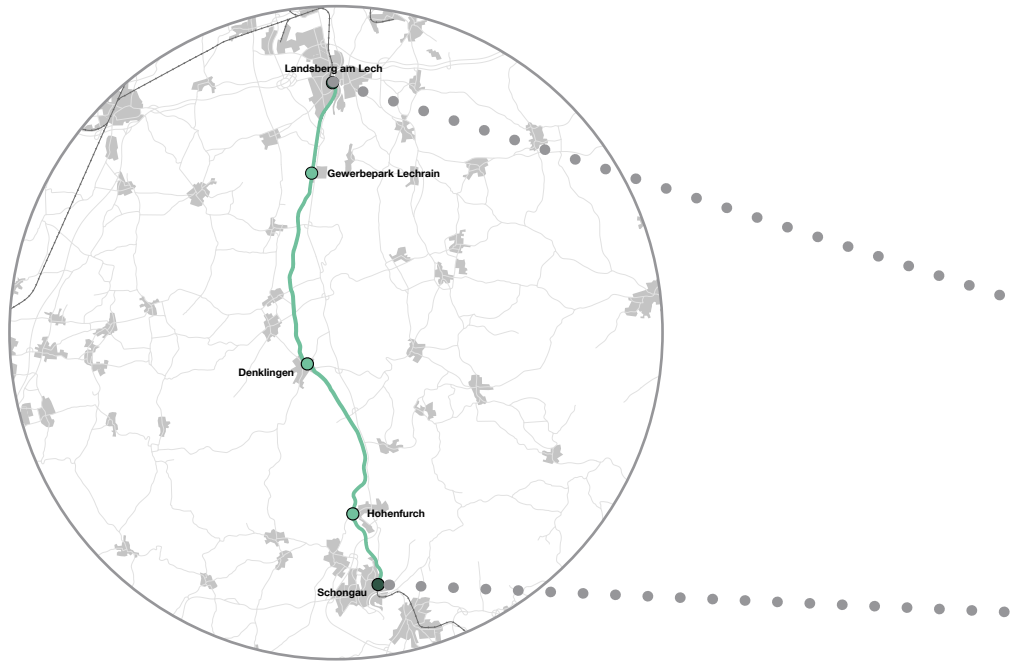 Landsberg am Lech
Gewerbepark Lechrain
Denklingen
Hohenfurch
Schongau